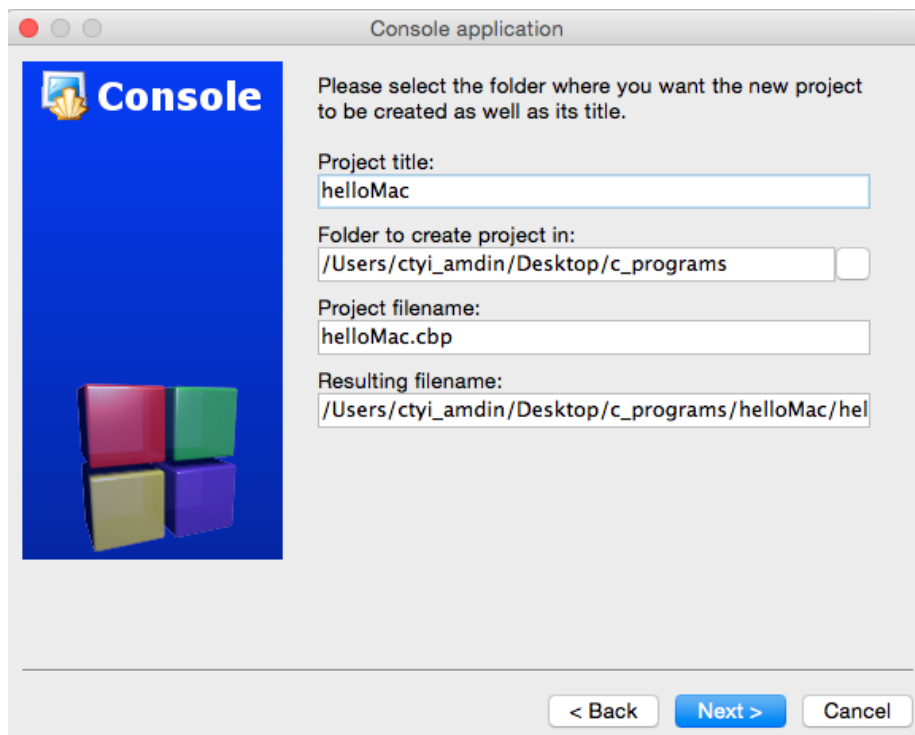 Console application
Console
Please select the folder where you want the new project
to be created as well as its title.
Project title:
helloMac
Folder to create project in:
/Users/ctyi_amdin/Desktop/c_programs
Project filename:
helloMac.cbp
Resulting filename:
/Users/ctyi_amdin/Desktop/c_programs/helloMac/hel
< Back
Next >
Cancel